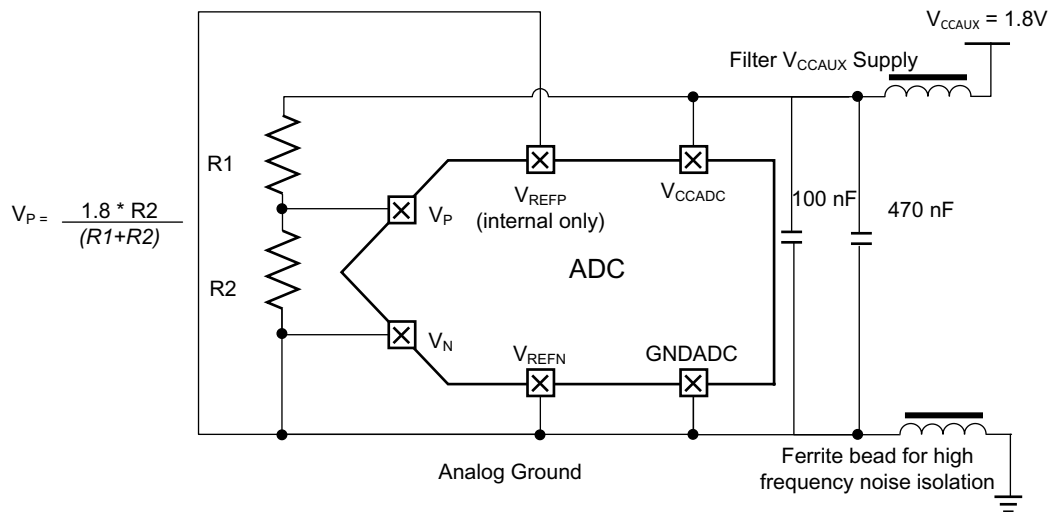 V_CCAUX = 1.8V
Filter V_CCAUX Supply
R1
V_REFP
(internal only)
V_CCADC
V_P = 1.8 * R2
(R1+R2)
V_P
100 nF
470 nF
R2
ADC
V_N
V_REFN
GNDADC
Analog Ground
Ferrite bead for high
frequency noise isolation